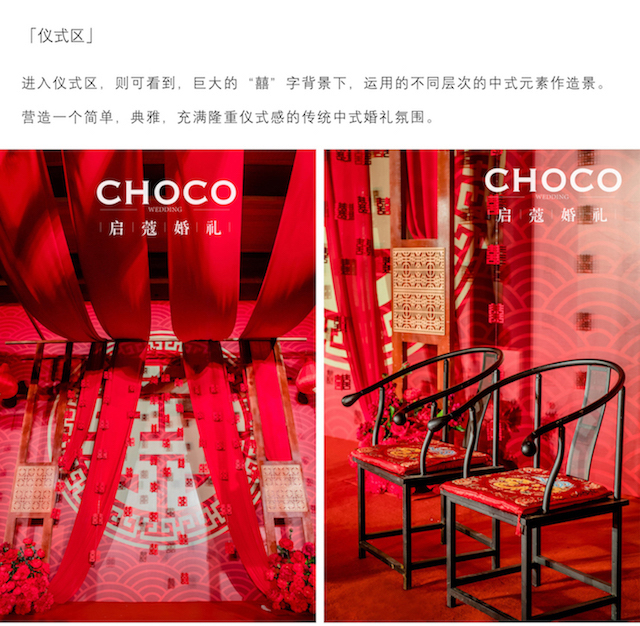 「仪式区」
进入仪式区，则可看到，巨大的“囍”字背景下，运用的不同层次的中式元素作造景。
营造一个简单，典雅，充满隆重仪式感的传统中式婚礼氛围。
CHOCO
WEDDING
启蔻婚礼
CHOCO
WEDDING
启蔻婚礼